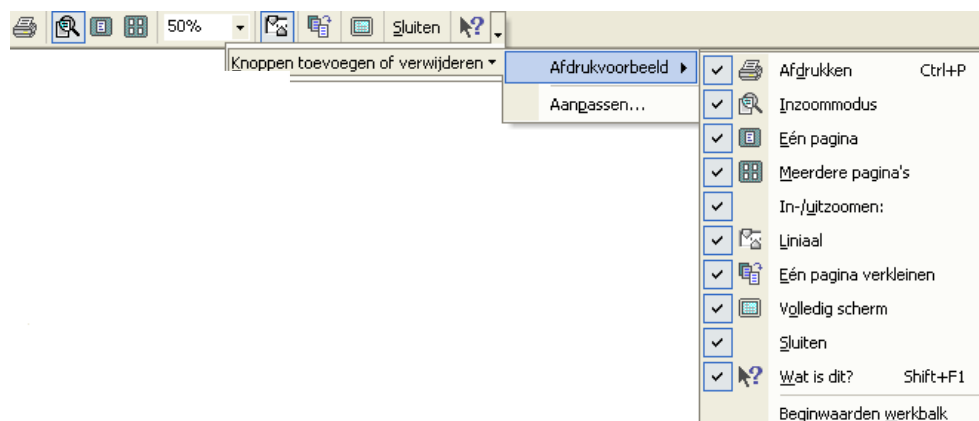 50% Sluiten
Knoppen toevoegen of verwijderen
Afdrukvoorbeeld
Aanpassen...
Afdrukken Ctrl+P
Inzoommodus
Eén pagina
Meerdere pagina's
In-/uitzoomen:
Liniaal
Eén pagina verkleinen
Volledig scherm
Sluiten
Wat is dit? Shift+F1
Beginwaarden werkbalk